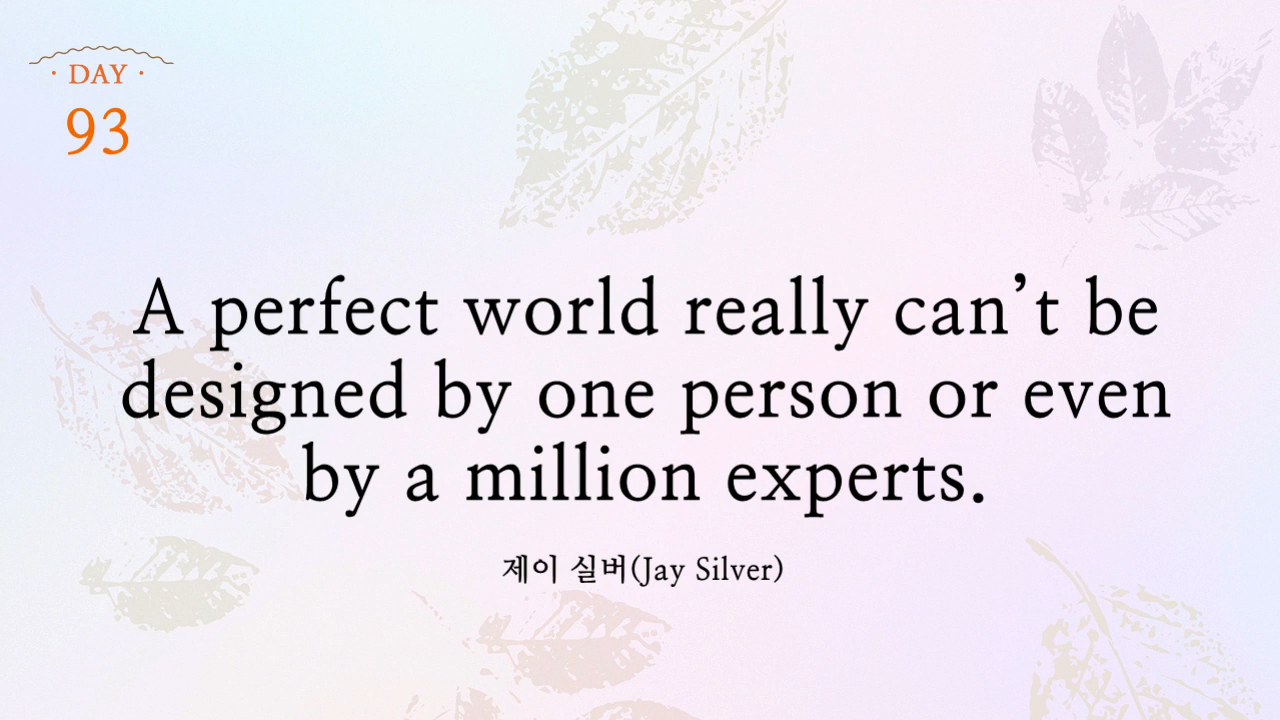 · DAY ·
93
A perfect world really can’t be
designed by one person or even
by a million experts.
제이 실버(Jay Silver)